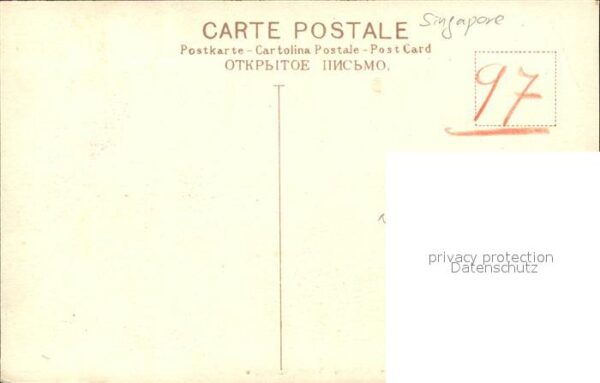 CARTE POSTALE
Singapore
Postkarte - Cartolina Postale - Post Card
ОТКРЫТОЕ ПИСЬМО.
97
privacy protection
Datenschutz